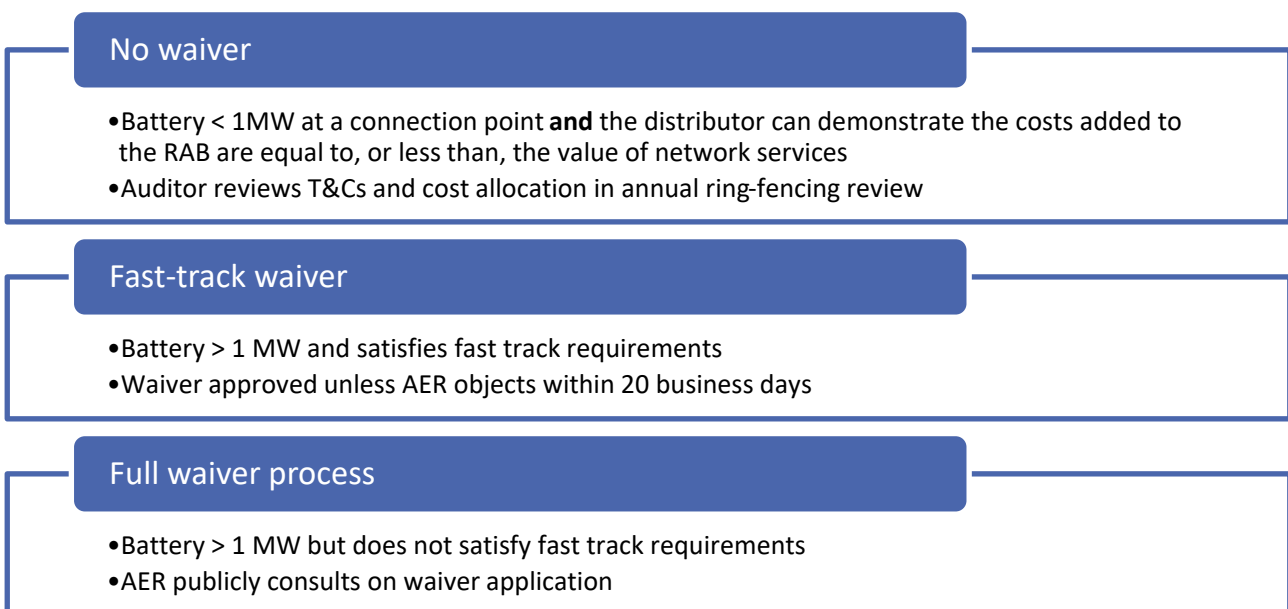 No waiver
•Battery < 1MW at a connection point and the distributor can demonstrate the costs added to
the RAB are equal to, or less than, the value of network services
•Auditor reviews T&Cs and cost allocation in annual ring-fencing review
Fast-track waiver
•Battery > 1 MW and satisfies fast track requirements
•Waiver approved unless AER objects within 20 business days
Full waiver process
•Battery > 1 MW but does not satisfy fast track requirements
•AER publicly consults on waiver application